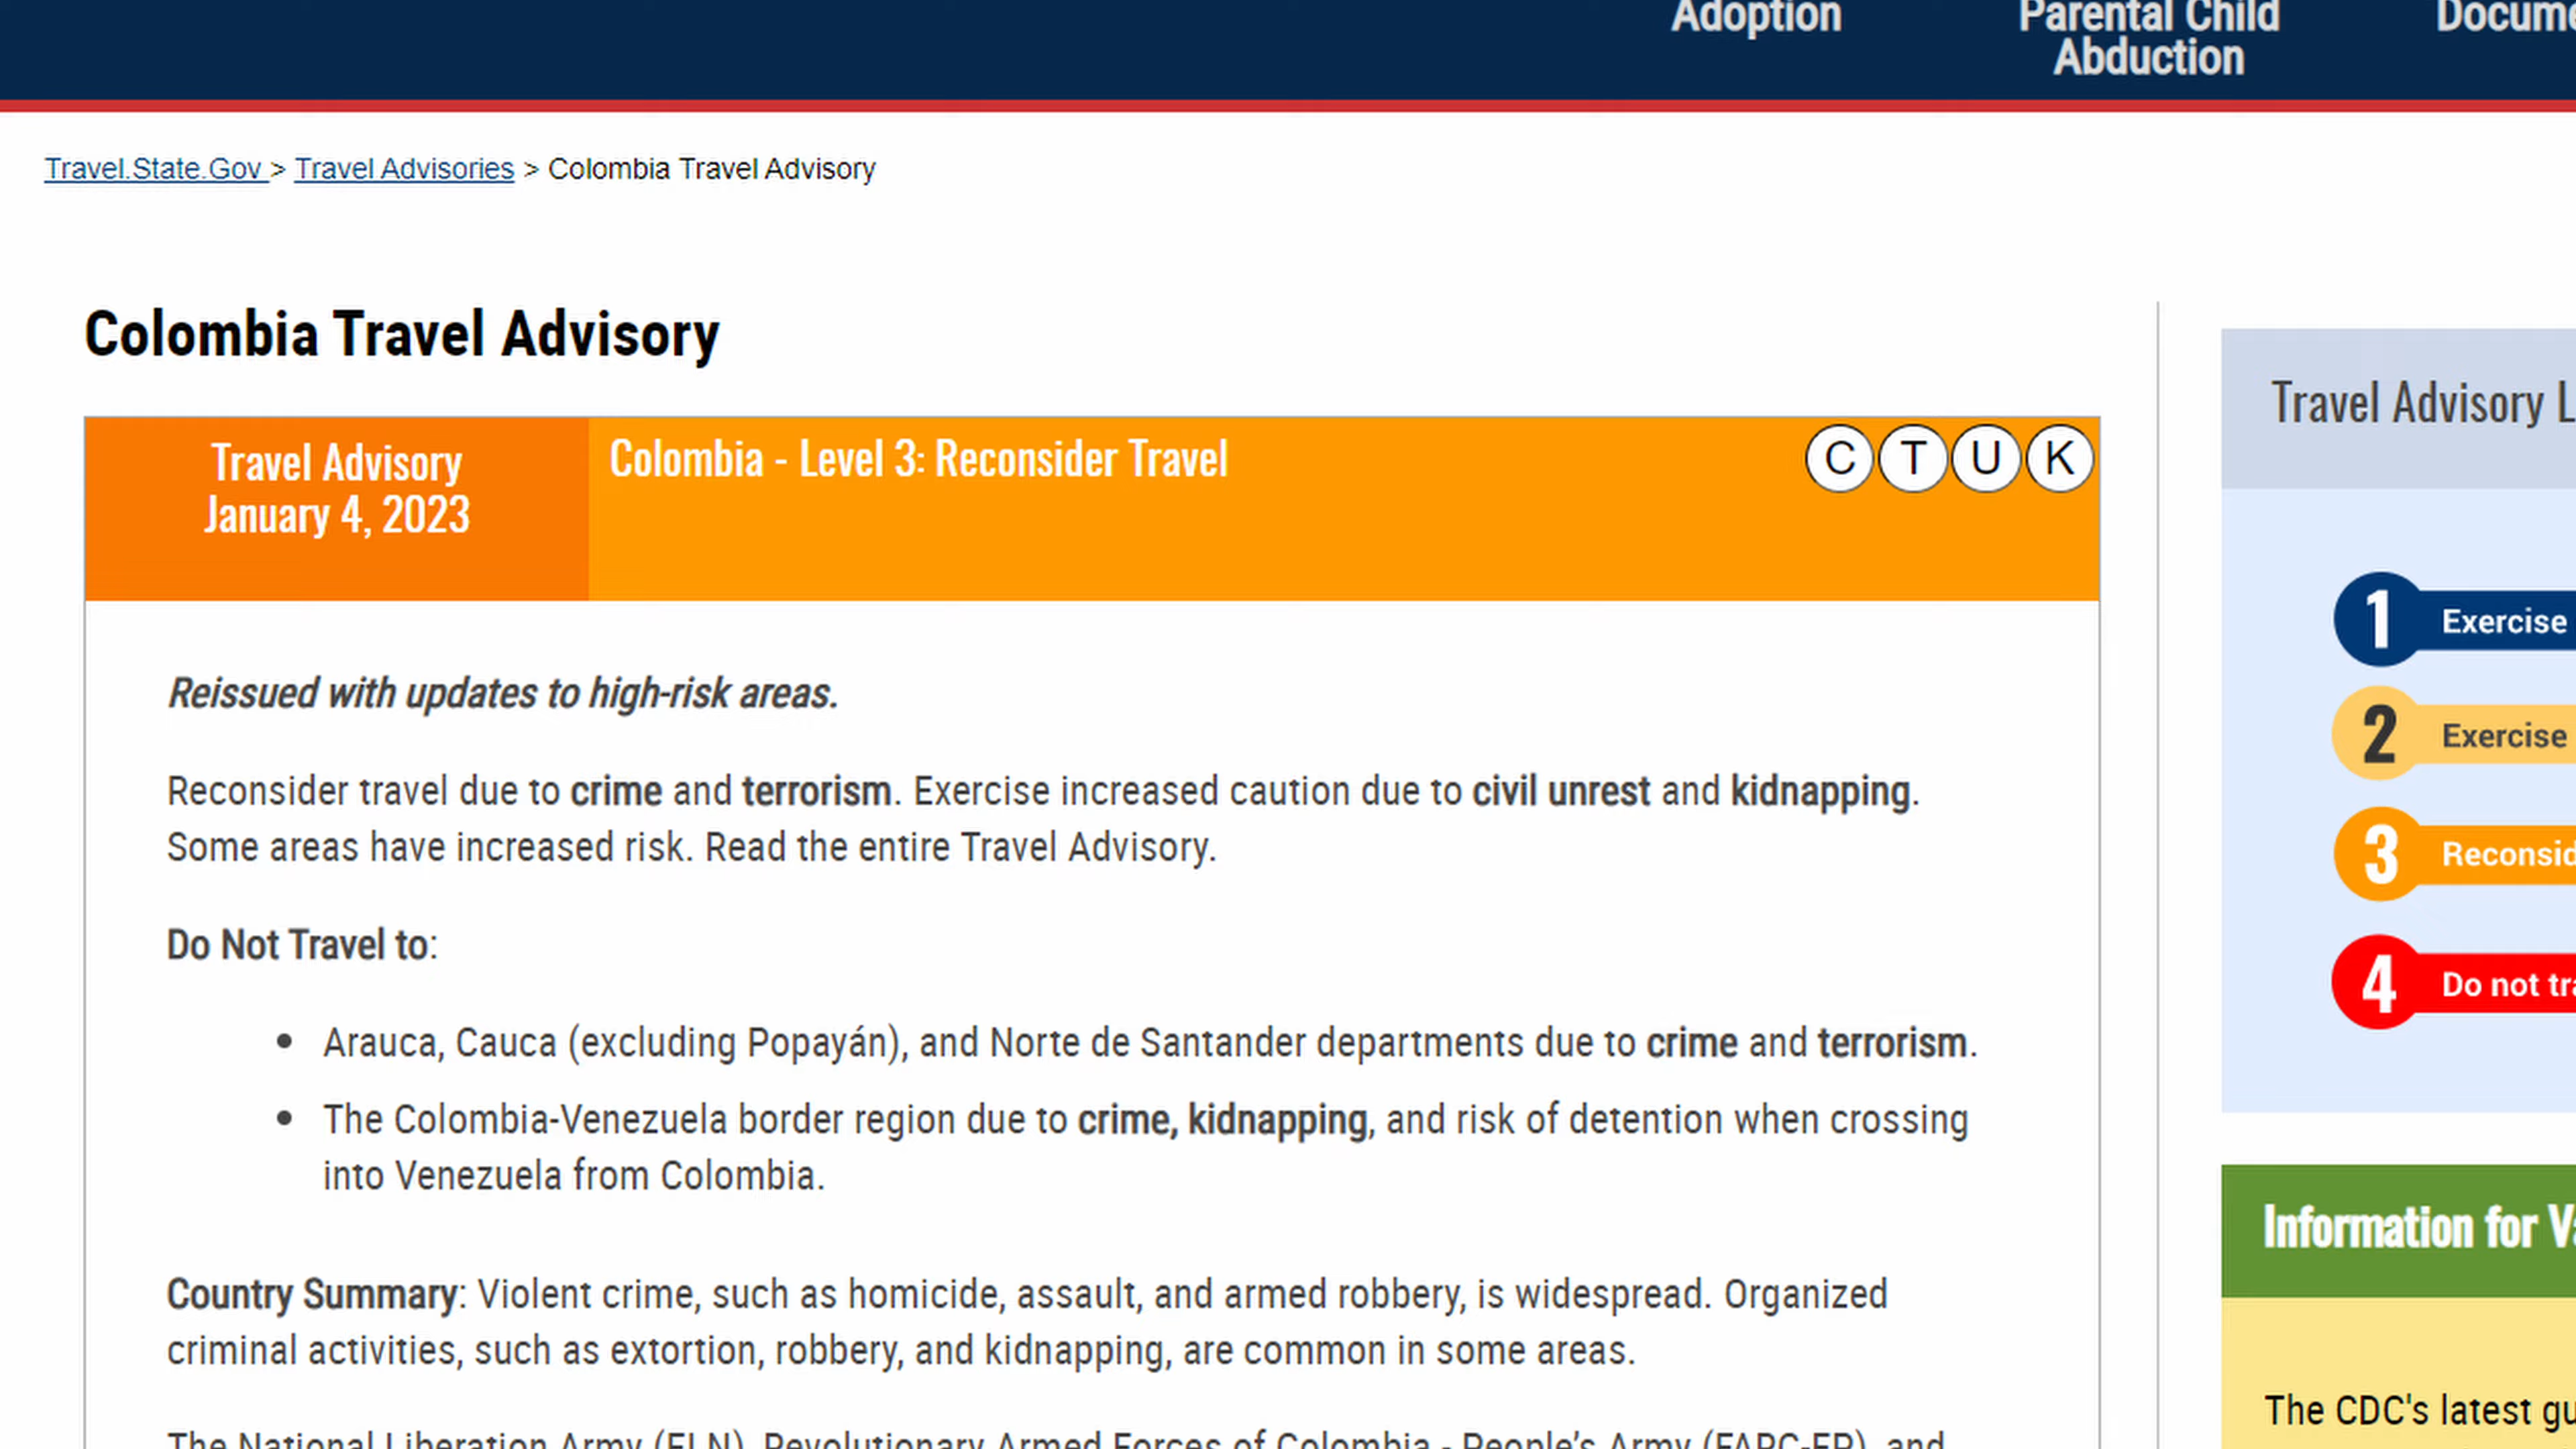 Adoption
Parental Child
Abduction
Travel.State.Gov > Travel Advisories > Colombia Travel Advisory
Colombia Travel Advisory
Travel Advisory
January 4, 2023
Colombia - Level 3: Reconsider Travel
C T U K
Reissued with updates to high-risk areas.
Reconsider travel due to crime and terrorism. Exercise increased caution due to civil unrest and kidnapping.
Some areas have increased risk. Read the entire Travel Advisory.
Do Not Travel to:
• Arauca, Cauca (excluding Popayán), and Norte de Santander departments due to crime and terrorism.
• The Colombia-Venezuela border region due to crime, kidnapping, and risk of detention when crossing
into Venezuela from Colombia.
Country Summary: Violent crime, such as homicide, assault, and armed robbery, is widespread. Organized
criminal activities, such as extortion, robbery, and kidnapping, are common in some areas.
The National Liberation Army (ELN), Revolutionary Armed Forces of Colombia - People's Army (FARC-EP), and
Travel Advisory
1 Exercise
2 Exercise
3
4 Do not
Information for
The CDC's latest